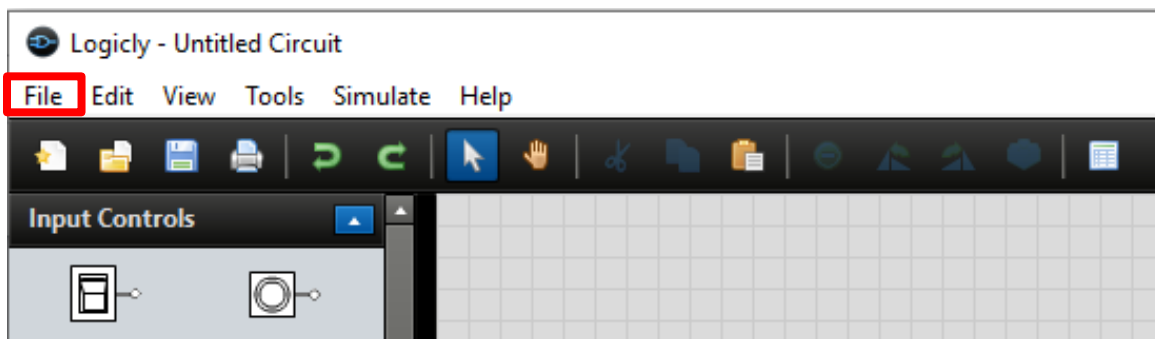 Logicly - Untitled Circuit
File Edit View Tools Simulate Help
Input Controls